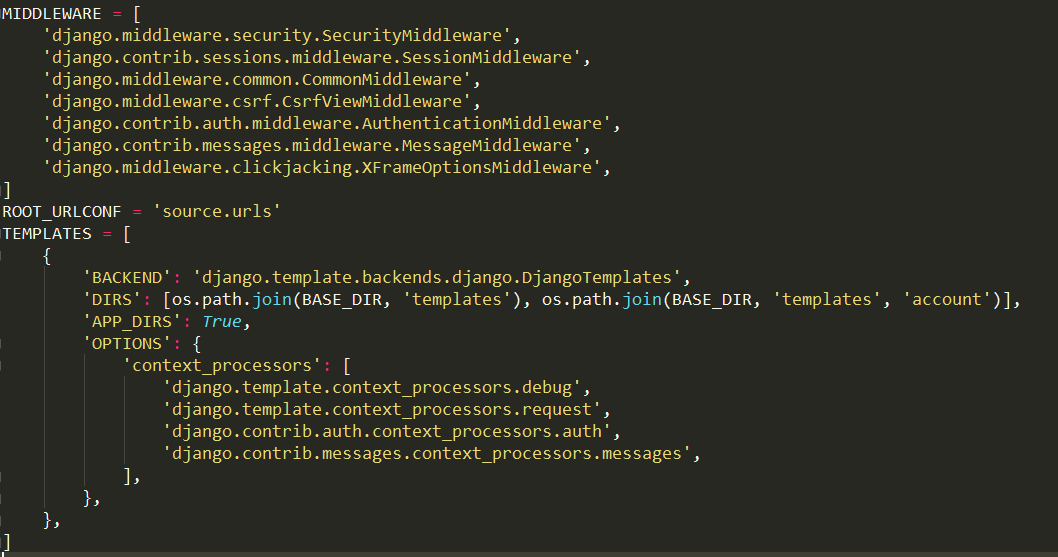 MIDDLEWARE = [
    'django.middleware.security.SecurityMiddleware',
    'django.contrib.sessions.middleware.SessionMiddleware',
    'django.middleware.common.CommonMiddleware',
    'django.middleware.csrf.CsrfViewMiddleware',
    'django.contrib.auth.middleware.AuthenticationMiddleware',
    'django.contrib.messages.middleware.MessageMiddleware',
    'django.middleware.clickjacking.XFrameOptionsMiddleware',
]
ROOT_URLCONF = 'source.urls'
TEMPLATES = [
    {
        'BACKEND': 'django.template.backends.django.DjangoTemplates',
        'DIRS': [os.path.join(BASE_DIR, 'templates'), os.path.join(BASE_DIR, 'templates', 'account')],
        'APP_DIRS': True,
        'OPTIONS': {
            'context_processors': [
                'django.template.context_processors.debug',
                'django.template.context_processors.request',
                'django.contrib.auth.context_processors.auth',
                'django.contrib.messages.context_processors.messages',
            ],
        },
    },
]